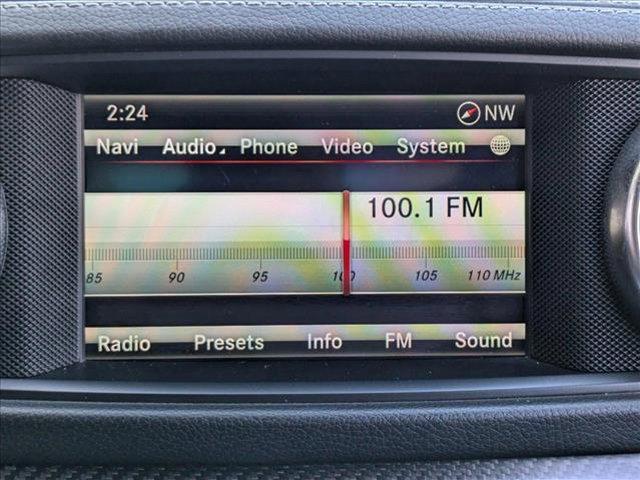 2:24 NW
Navi Audio Phone Video System
100.1 FM
85 90 95 100 105 110 MHz
Radio Presets Info FM Sound